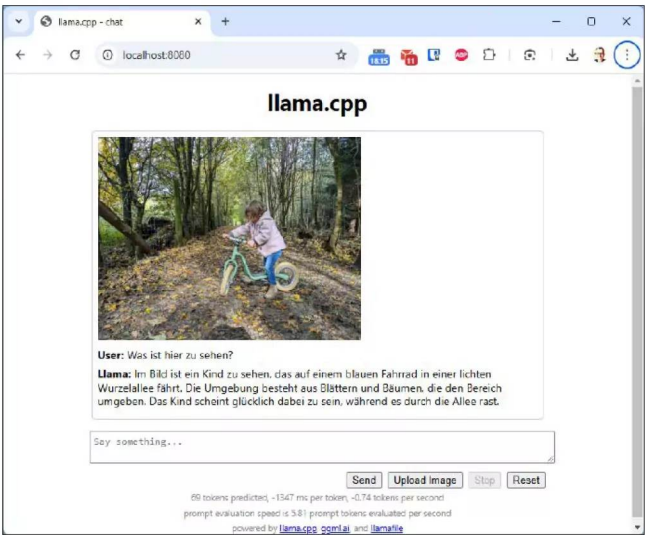 llama.cpp - chat
localhost:8080
18:15
11
ABP
llama.cpp
User: Was ist hier zu sehen?
Llama: Im Bild ist ein Kind zu sehen, das auf einem blauen Fahrrad in einer lichten
Wurzelallee fährt. Die Umgebung besteht aus Blättern und Bäumen, die den Bereich
umgeben. Das Kind scheint glücklich dabei zu sein, während es durch die Allee rast.
Say something...
Send Upload Image Stop Reset
69 tokens predicted, -1347 ms per token, -0.74 tokens per second
prompt evaluation speed is 5.81 prompt tokens evaluated per second
powered by llama.cpp, ggml.ai, and llamafile